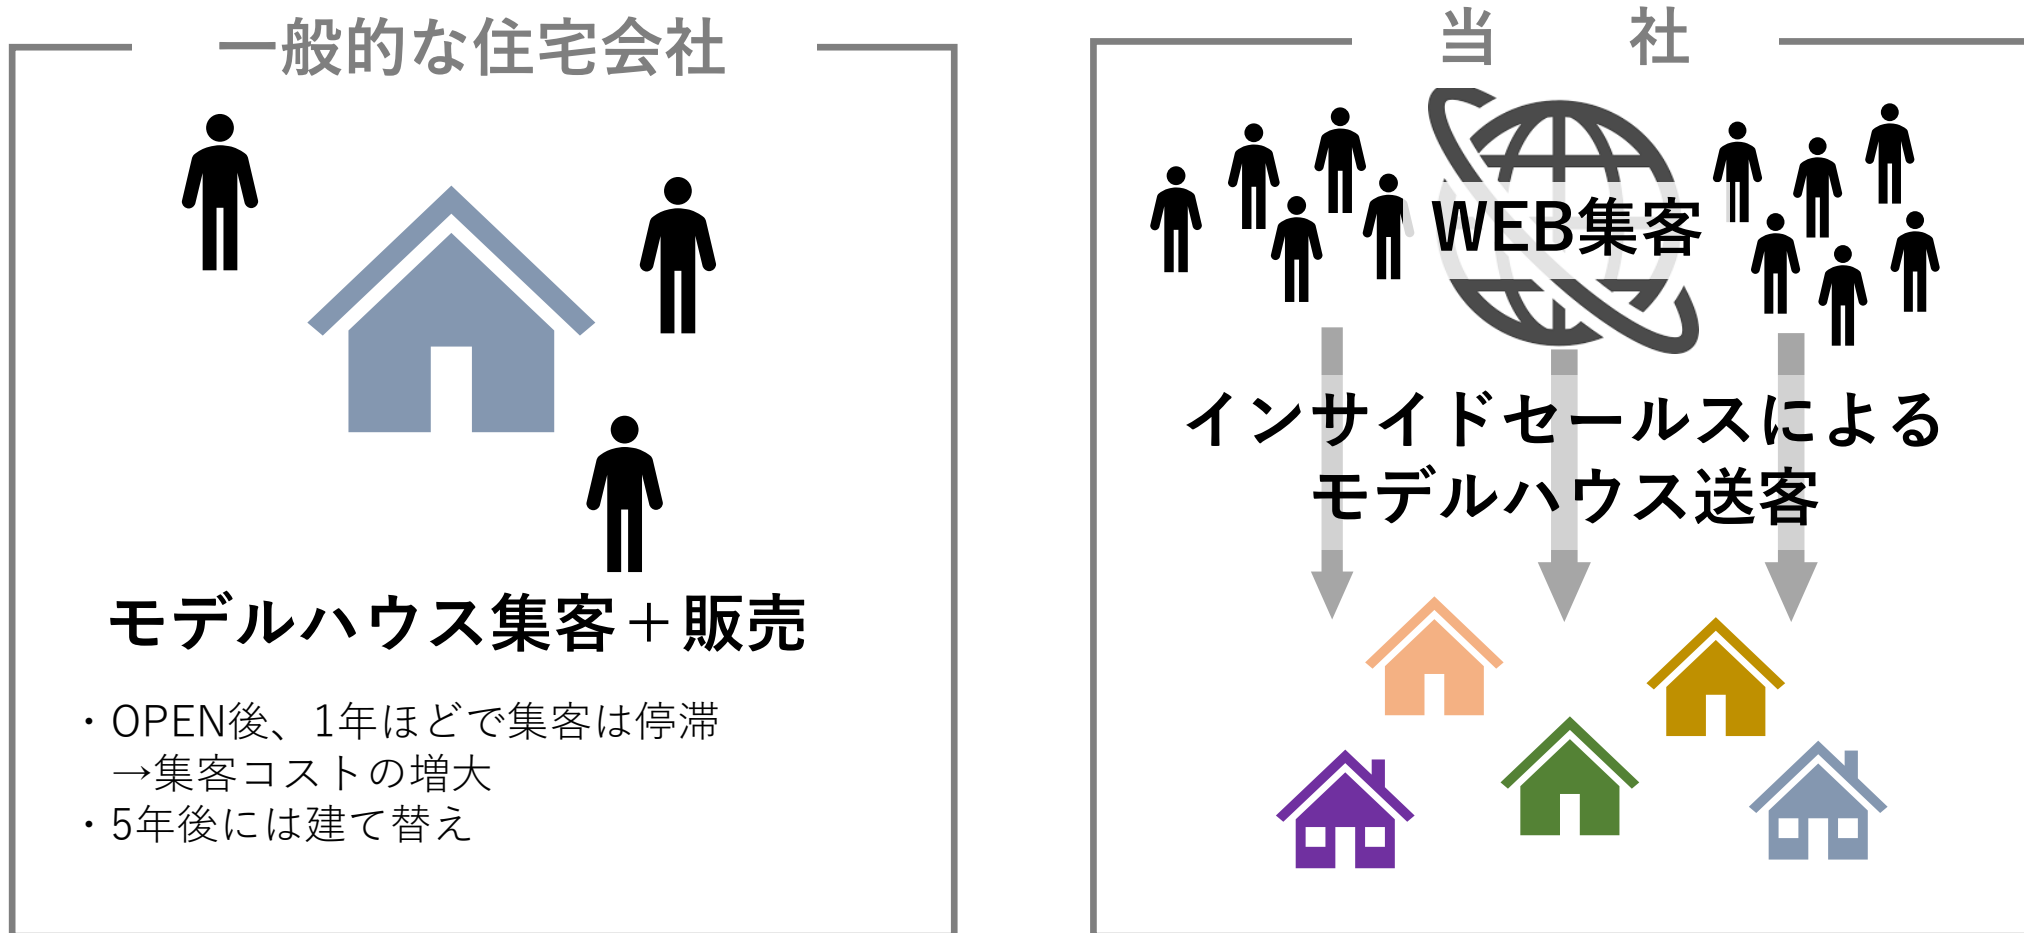 一般的な住宅会社
モデルハウス集客＋販売
・OPEN後、1年ほどで集客は停滞
→集客コストの増大
・5年後には建て替え
当　社
WEB集客
インサイドセールスによる
モデルハウス送客